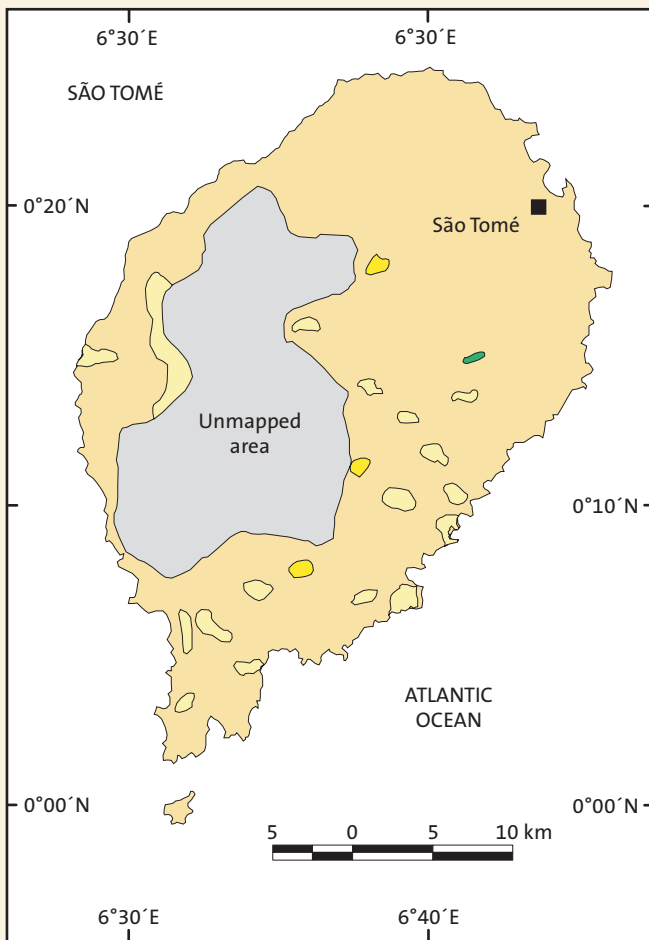 6°30´E 6°30´E
SÃO TOMÉ
0°20´N
São Tomé
Unmapped
area
0°10´N
ATLANTIC
OCEAN
0°00´N 0°00´N
5 0 5 10 km
6°30´E 6°40´E